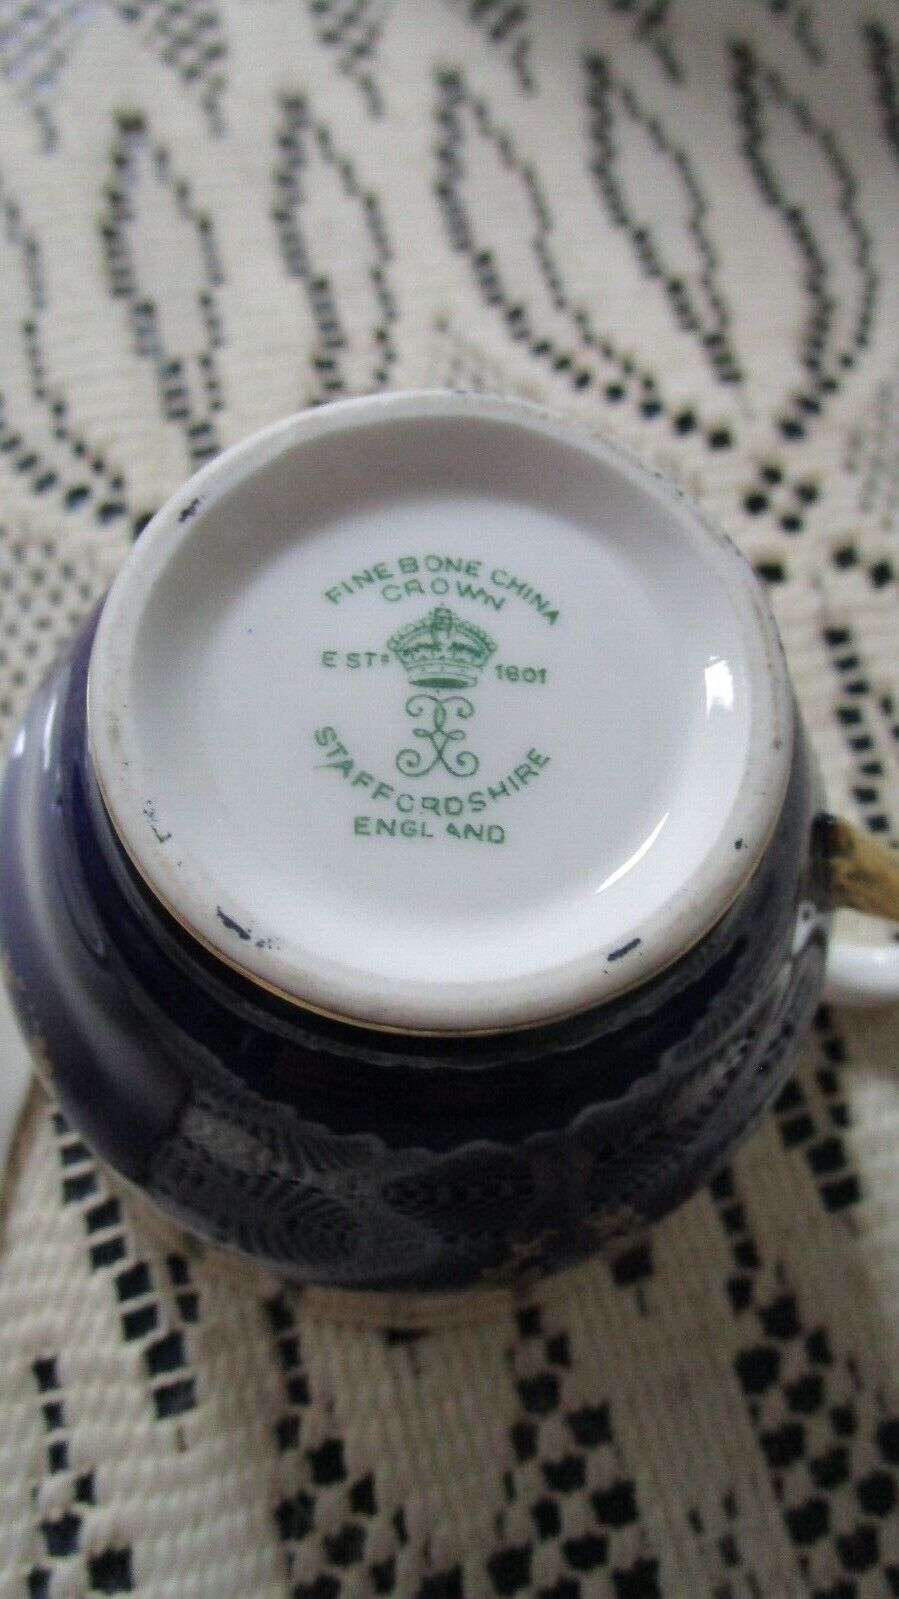 FINE BONE CHINA
CROWN
ESTD 1801
STAFFORDSHIRE
ENGLAND